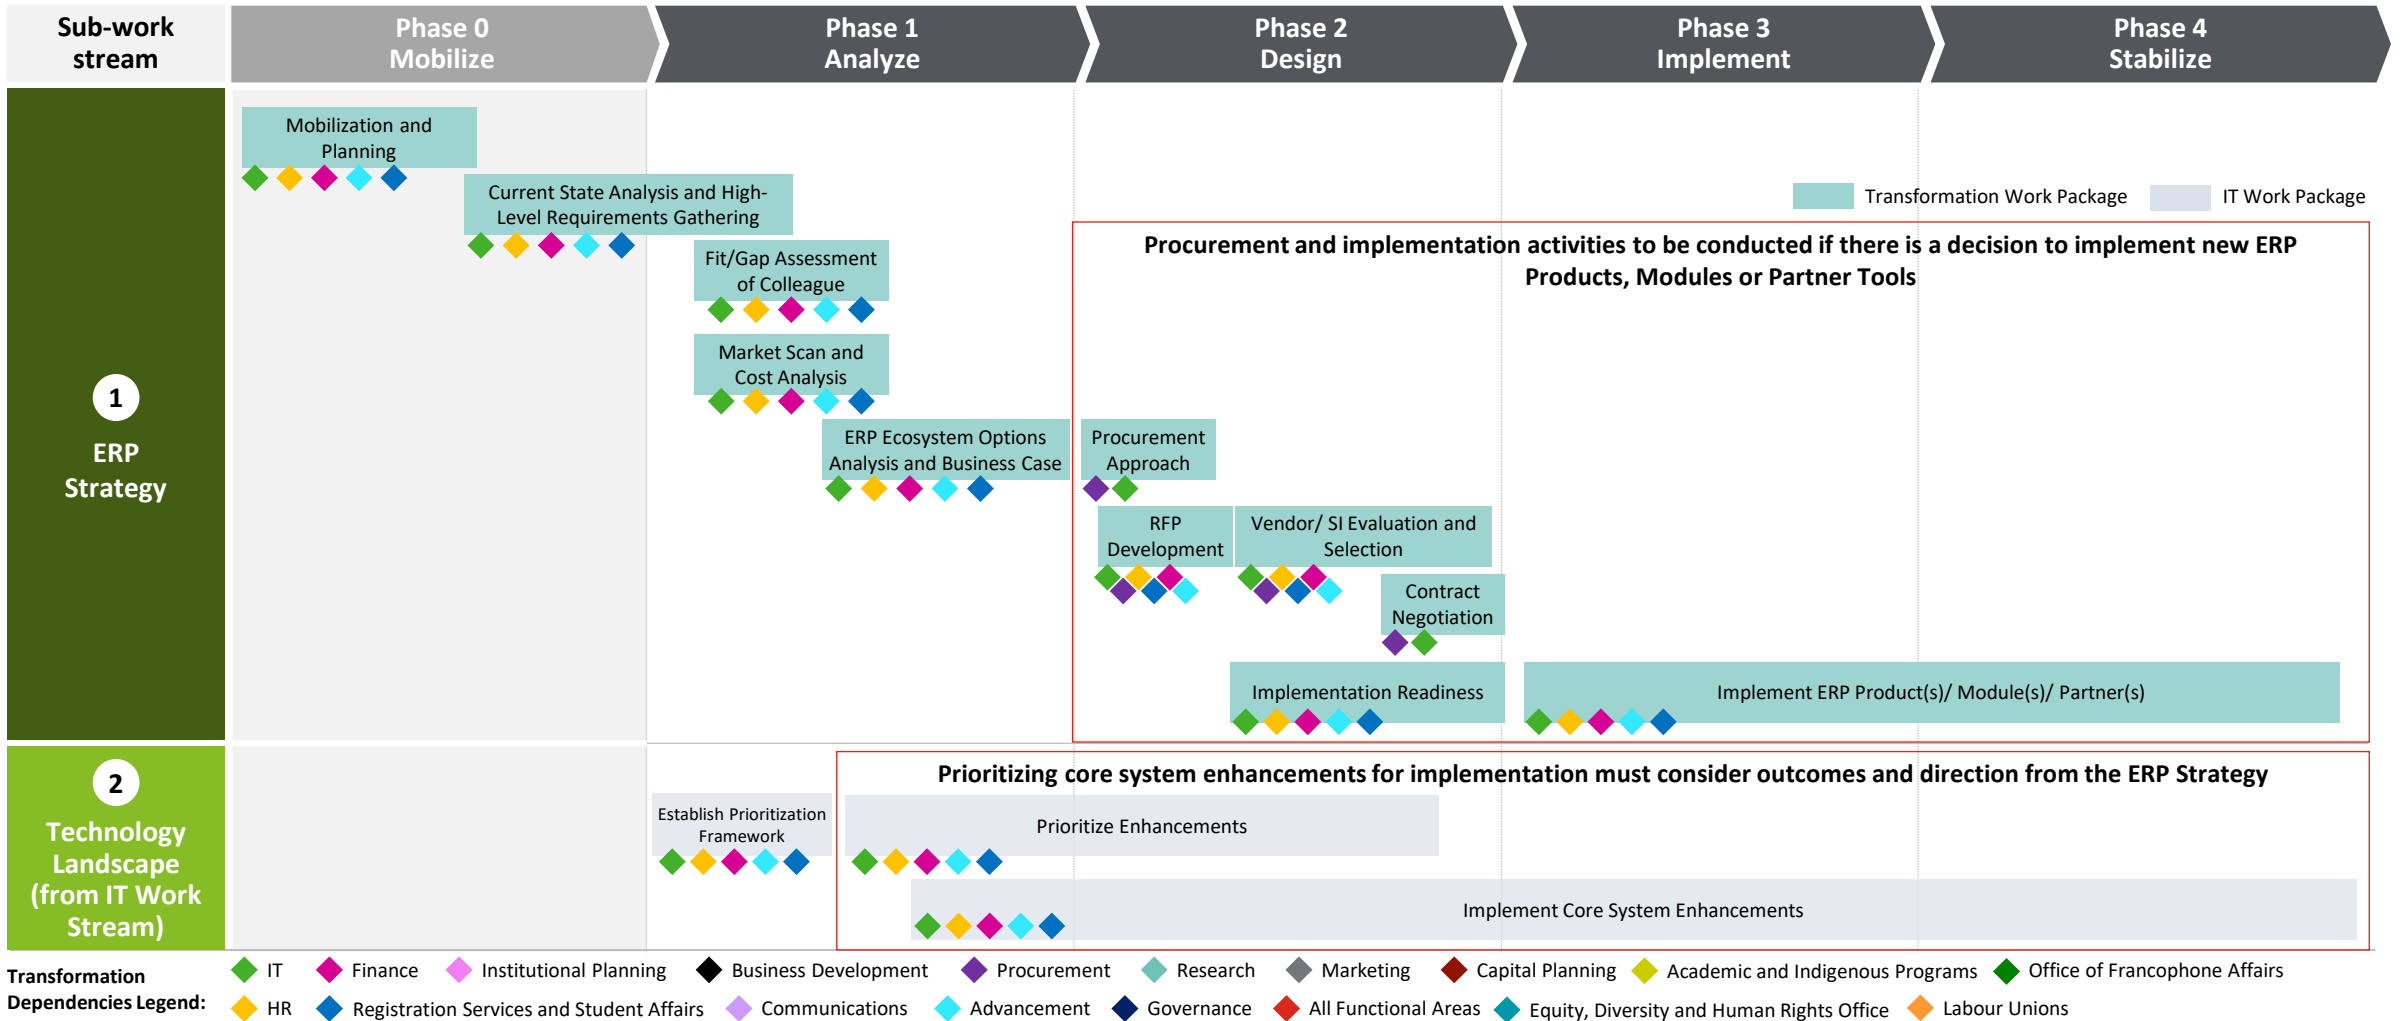 Sub-work
stream
Phase 0
Mobilize
Phase 1
Analyze
Phase 2
Design
Phase 3
Implement
Phase 4
Stabilize
1
ERP
Strategy
Mobilization and
Planning
Current State Analysis and High-
Level Requirements Gathering
Transformation Work Package
IT Work Package
Fit/Gap Assessment
of Colleague
Market Scan and
Cost Analysis
ERP Ecosystem Options
Analysis and Business Case
Procurement and implementation activities to be conducted if there is a decision to implement new ERP
Products, Modules or Partner Tools
Procurement
Approach
RFP
Development
Vendor/ SI Evaluation and
Selection
Contract
Negotiation
Implementation Readiness
Implement ERP Product(s)/ Module(s)/ Partner(s)
2
Technology
Landscape
(from IT Work
Stream)
Prioritizing core system enhancements for implementation must consider outcomes and direction from the ERP Strategy
Establish Prioritization
Framework
Prioritize Enhancements
Implement Core System Enhancements
Transformation
Dependencies Legend:
IT
Finance
Institutional Planning
Business Development
Procurement
Research
Marketing
Capital Planning
Academic and Indigenous Programs
Office of Francophone Affairs
HR
Registration Services and Student Affairs
Communications
Advancement
Governance
All Functional Areas
Equity, Diversity and Human Rights Office
Labour Unions